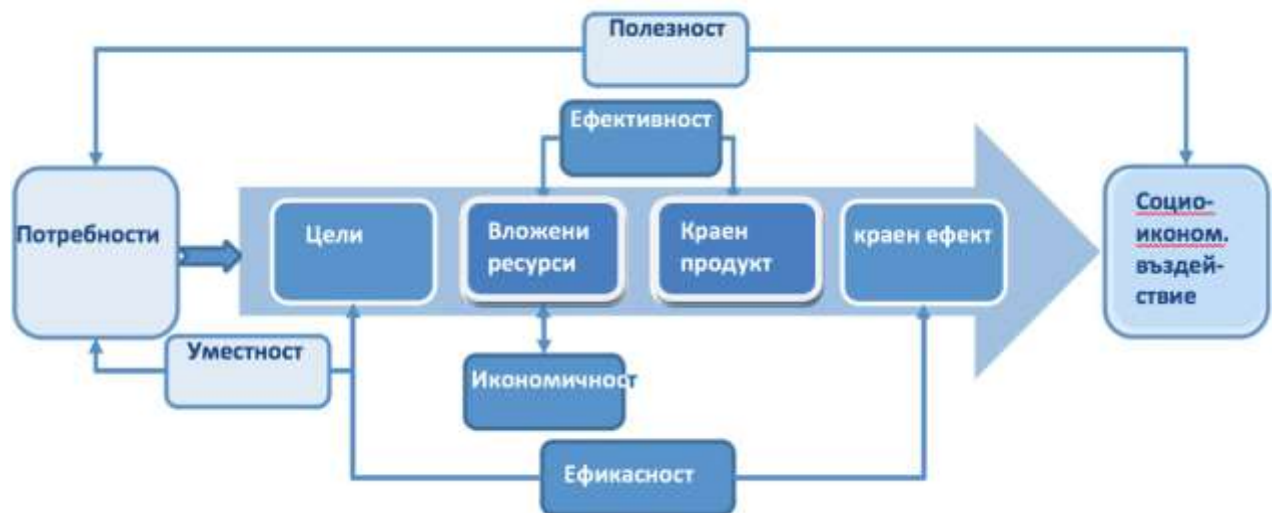 Полезност
Ефективност
Потребности
Цели
Вложени
ресурси
Краен
продукт
краен ефект
Социо-
иконом.
въздей-
ствие
Уместност
Икономичност
Ефикасност